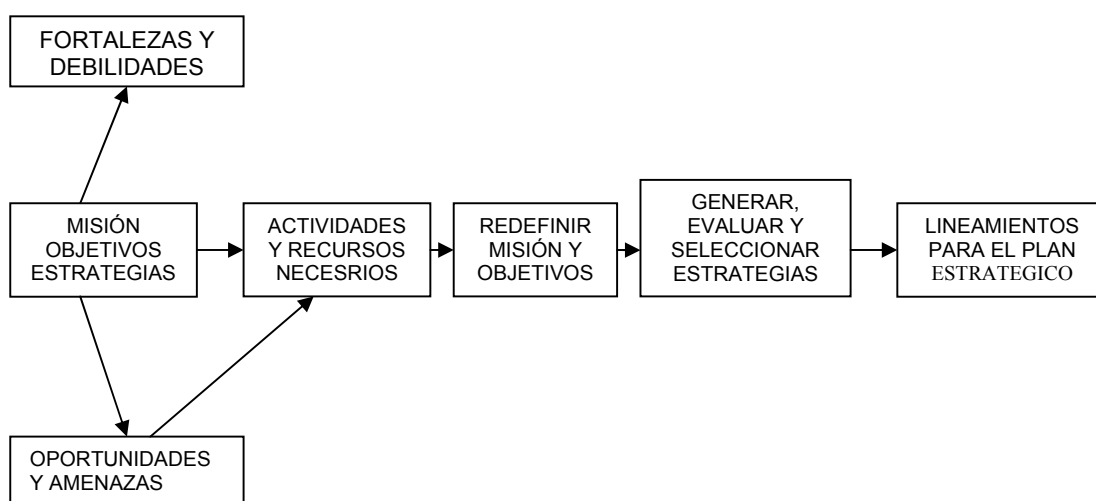 FORTALEZAS Y
DEBILIDADES
MISIÓN
OBJETIVOS
ESTRATEGIAS
ACTIVIDADES
Y RECURSOS
NECESRIOS
REDEFINIR
MISIÓN Y
OBJETIVOS
GENERAR,
EVALUAR Y
SELECCIONAR
ESTRATEGIAS
LINEAMIENTOS
PARA EL PLAN
ESTRATEGICO
OPORTUNIDADES
Y AMENAZAS